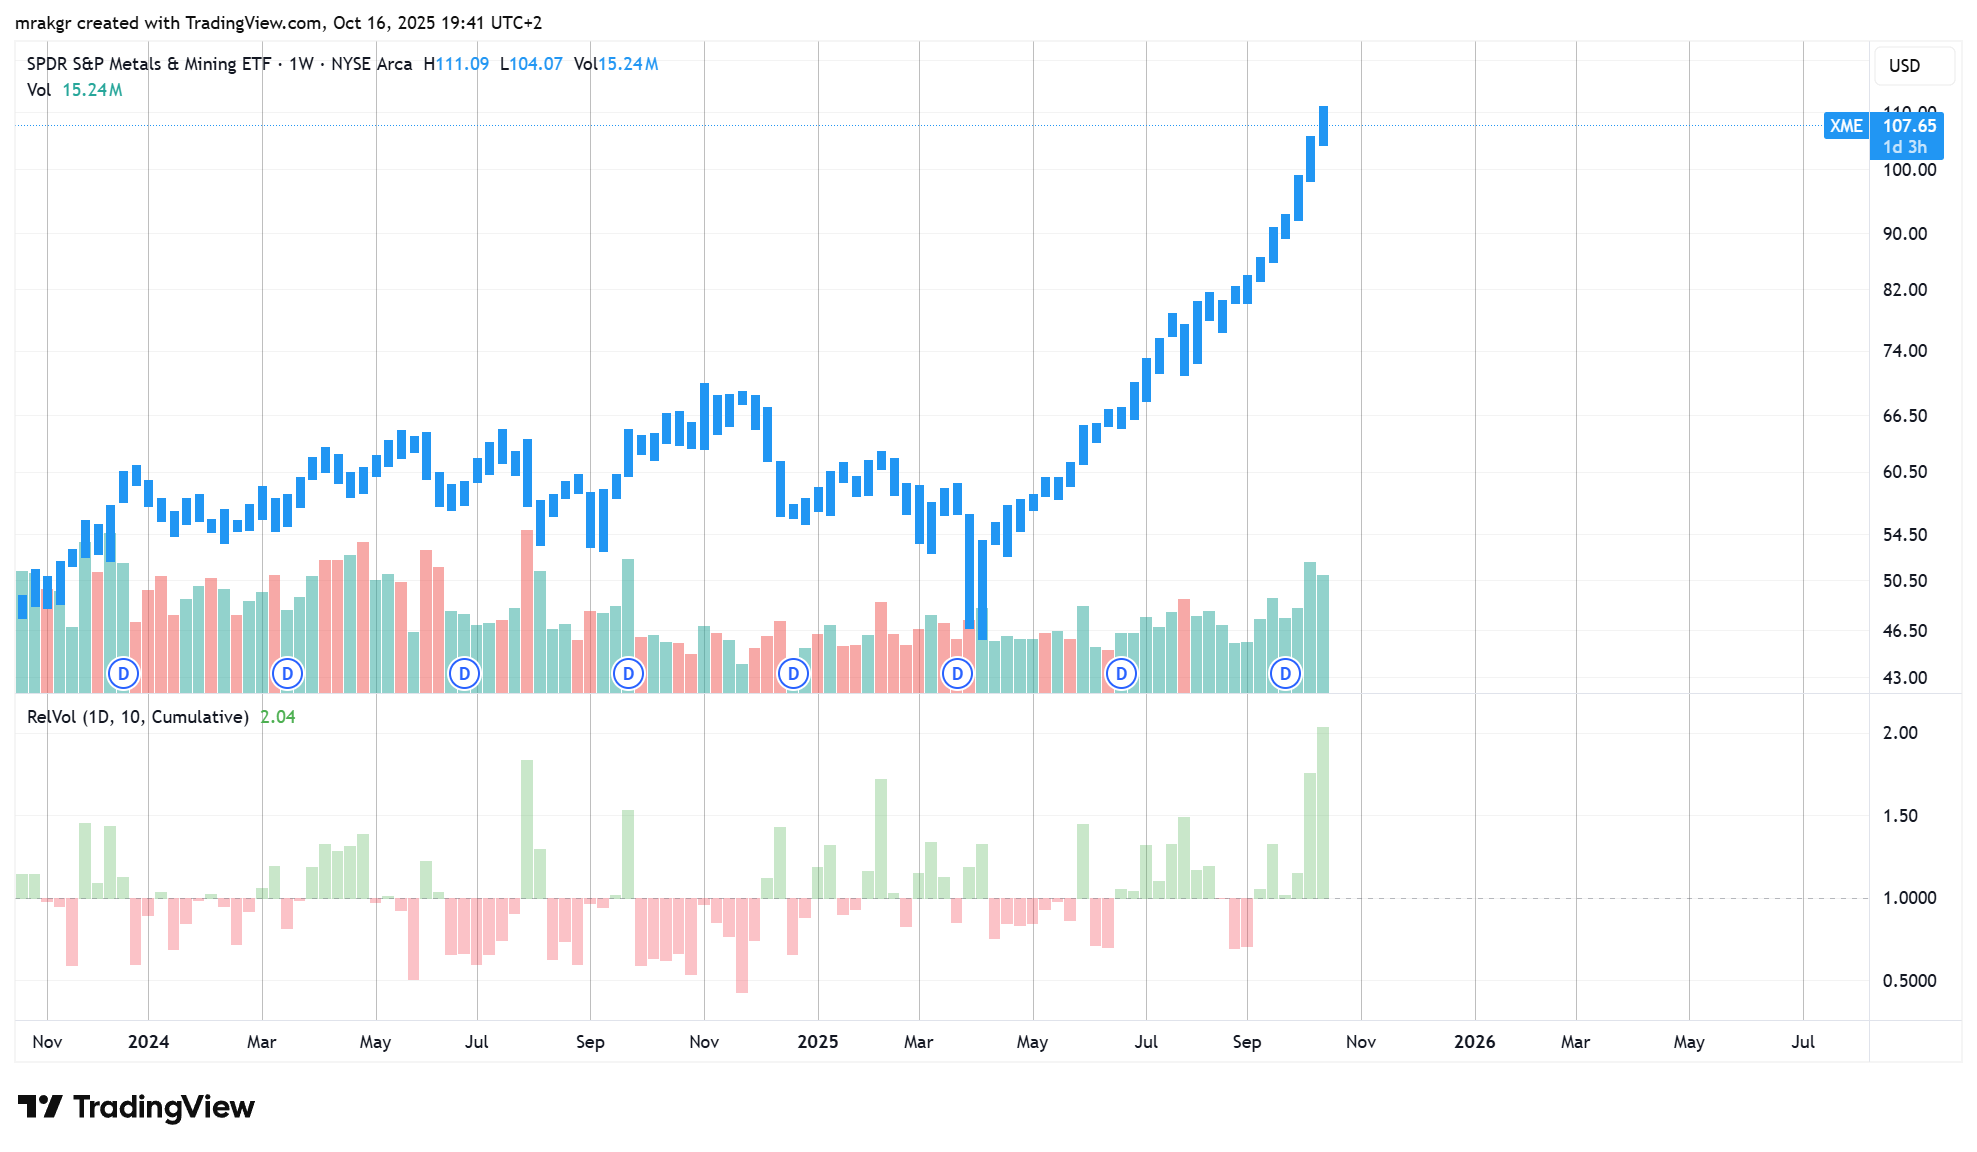 mrakgr created with TradingView.com, Oct 16, 2025 19:41 UTC+2
SPDR S&P Metals & Mining ETF · 1W · NYSE Arca H111.09 L104.07 Vol15.24M
Vol 15.24M
USD
110.00
XME 107.65
1d 3h
100.00
90.00
82.00
74.00
66.50
60.50
54.50
50.50
46.50
43.00
D D D D D D D D
RelVol (1D, 10, Cumulative) 2.04
2.00
1.50
1.0000
0.5000
Nov 2024 Mar May Jul Sep Nov 2025 Mar May Jul Sep Nov 2026 Mar May Jul
TradingView